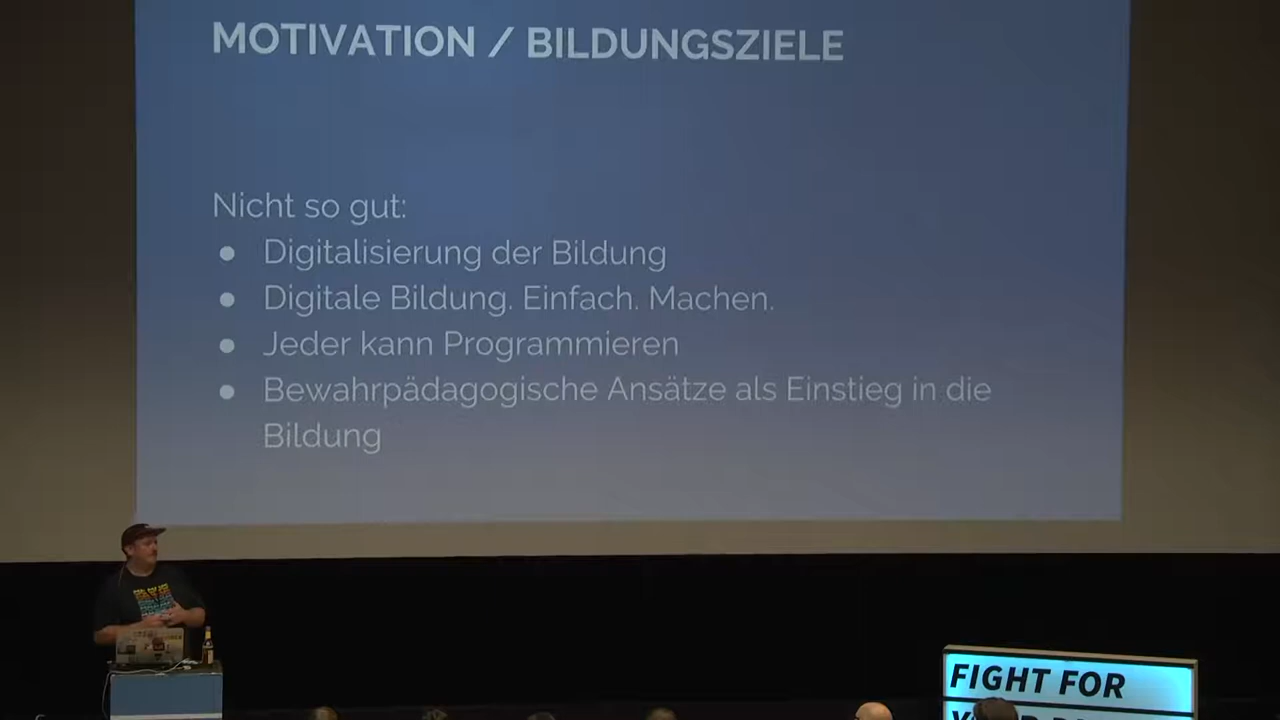 MOTIVATION / BILDUNGSZIELE
Nicht so gut:
● Digitalisierung der Bildung
● Digitale Bildung. Einfach. Machen.
● Jeder kann Programmieren
● Bewahrpädagogische Ansätze als Einstieg in die
Bildung
FIGHT FOR